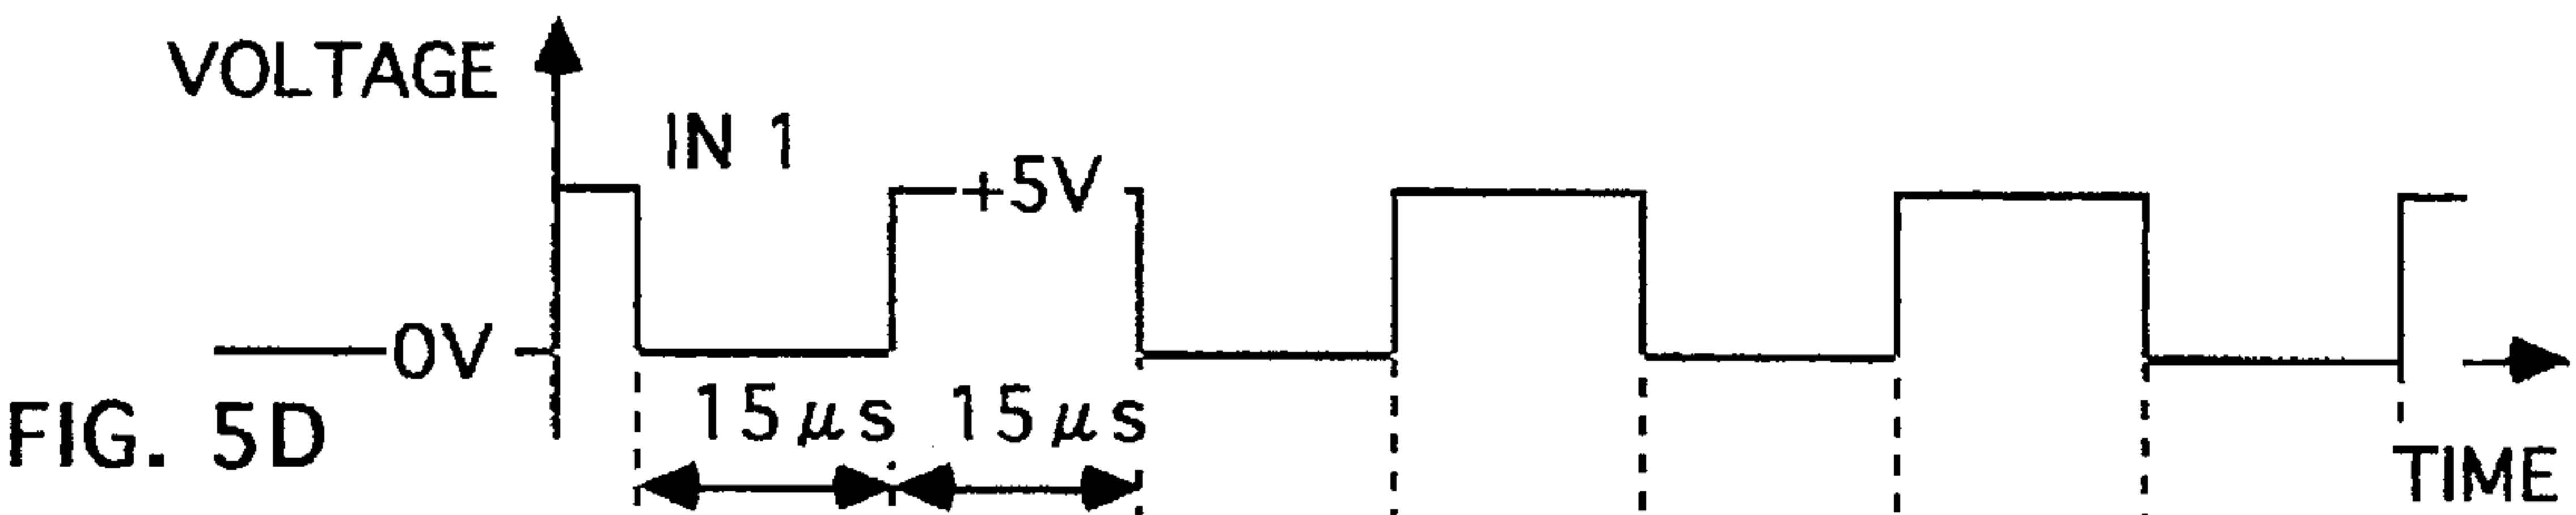 VOLTAGE
IN 1
+5V
0V
15μs 15μs
FIG. 5D
TIME